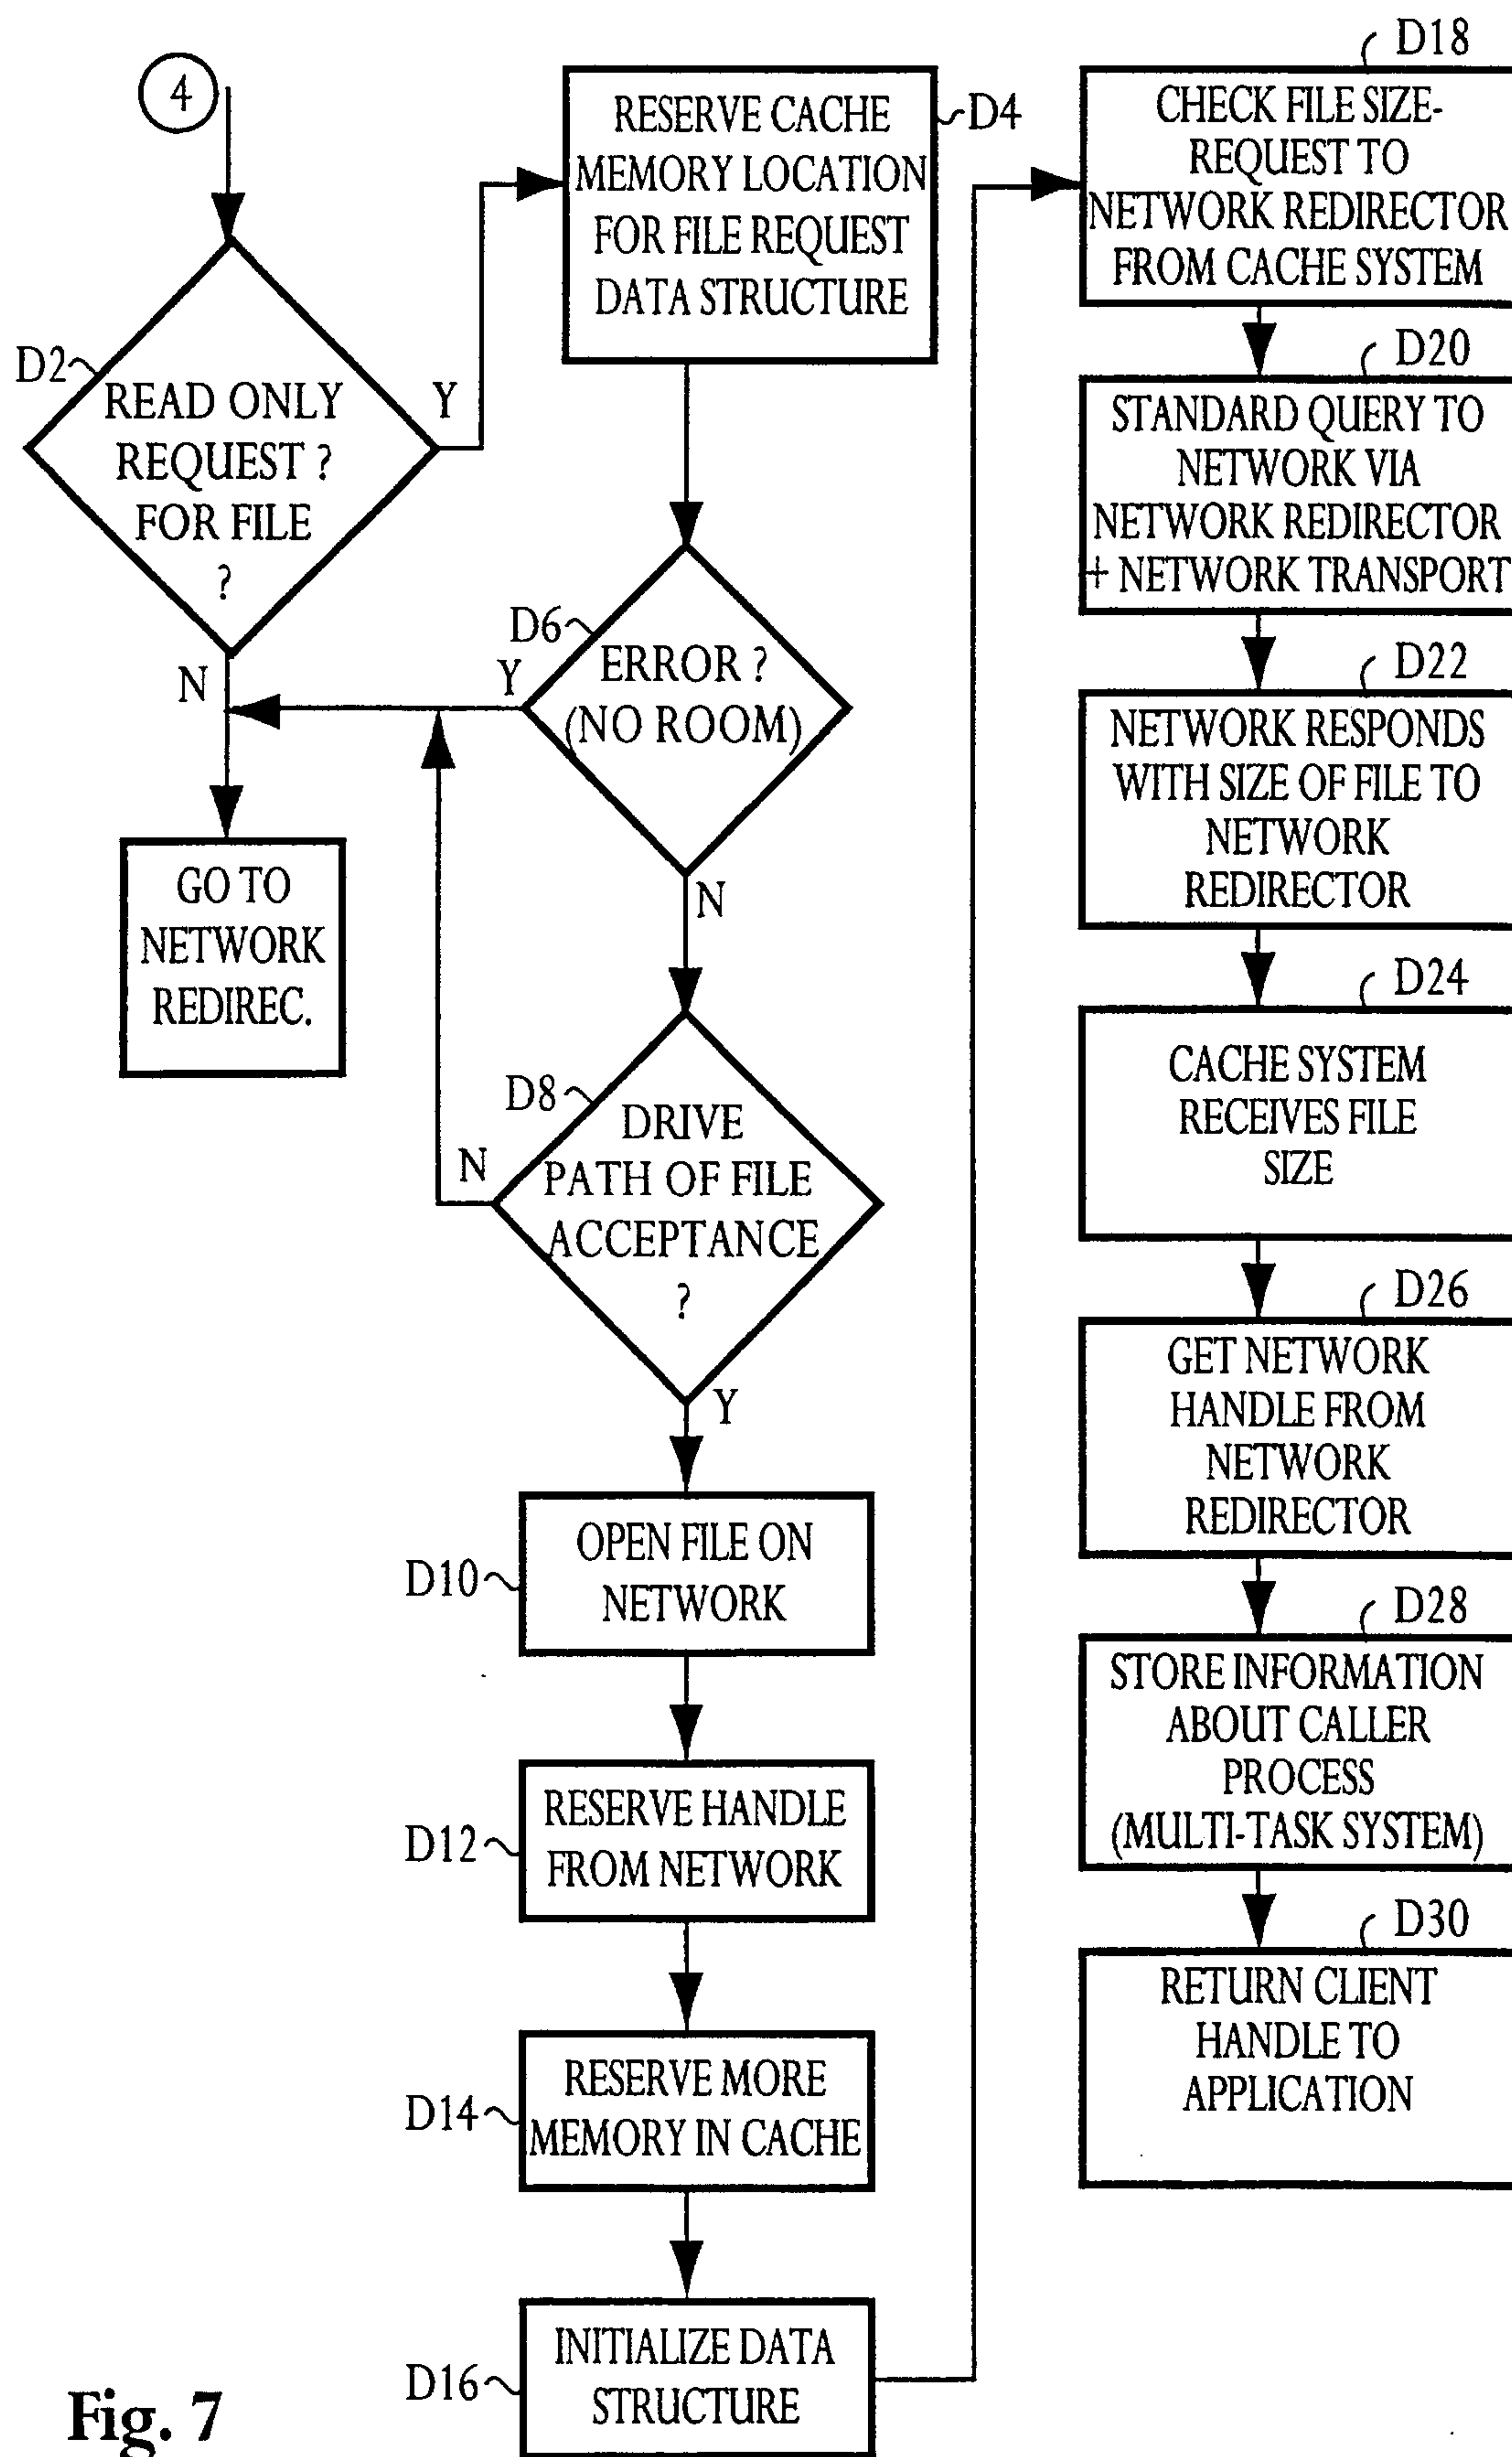 4
D2
READ ONLY
REQUEST ?
FOR FILE
?
Y
N
GO TO
NETWORK
REDIREC.
RESERVE CACHE
MEMORY LOCATION
FOR FILE REQUEST
DATA STRUCTURE
D4
D6
ERROR ?
(NO ROOM)
Y
N
D8
DRIVE
PATH OF FILE
ACCEPTANCE
?
N
Y
D10
OPEN FILE ON
NETWORK
D12
RESERVE HANDLE
FROM NETWORK
D14
RESERVE MORE
MEMORY IN CACHE
D16
INITIALIZE DATA
STRUCTURE
D18
CHECK FILE SIZE-
REQUEST TO
NETWORK REDIRECTOR
FROM CACHE SYSTEM
D20
STANDARD QUERY TO
NETWORK VIA
NETWORK REDIRECTOR
+ NETWORK TRANSPORT
D22
NETWORK RESPONDS
WITH SIZE OF FILE TO
NETWORK
REDIRECTOR
D24
CACHE SYSTEM
RECEIVES FILE
SIZE
D26
GET NETWORK
HANDLE FROM
NETWORK
REDIRECTOR
D28
STORE INFORMATION
ABOUT CALLER
PROCESS
(MULTI-TASK SYSTEM)
D30
RETURN CLIENT
HANDLE TO
APPLICATION
Fig. 7